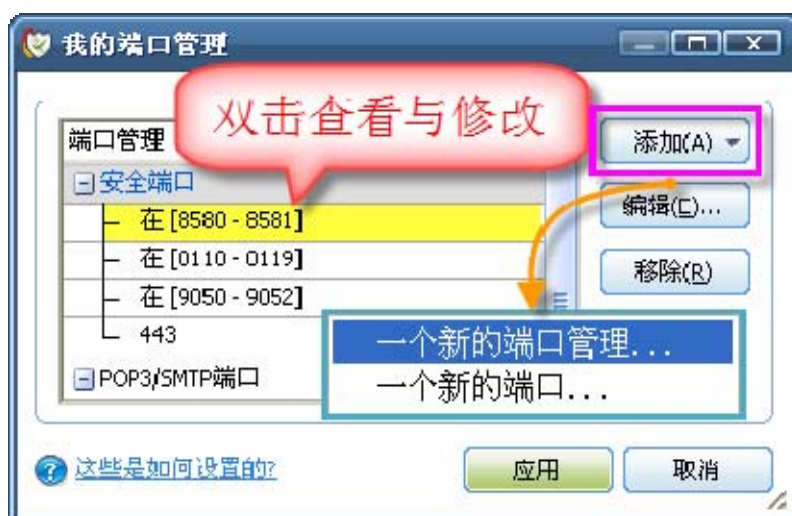 我的端口管理
双击查看与修改
端口管理
添加(A)
安全端口
在 [8580 - 8581]
编辑(E)...
在 [0110 - 0119]
移除(R)
在 [9050 - 9052]
443
一个新的端口管理...
POP3/SMTP端口
一个新的端口...
这些是如何设置的?
应用
取消